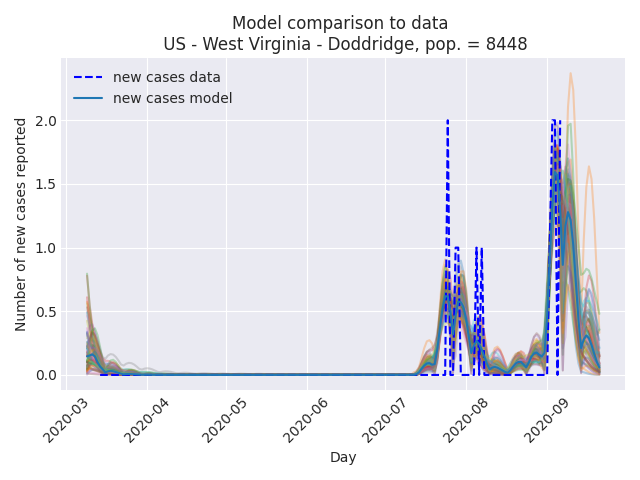 Model comparison to data
US - West Virginia - Doddridge, pop. = 8448
new cases data
new cases model
Number of new cases reported
2.0
1.5
1.0
0.5
0.0
2020-03
2020-04
2020-05
2020-06
2020-07
2020-08
2020-09
Day